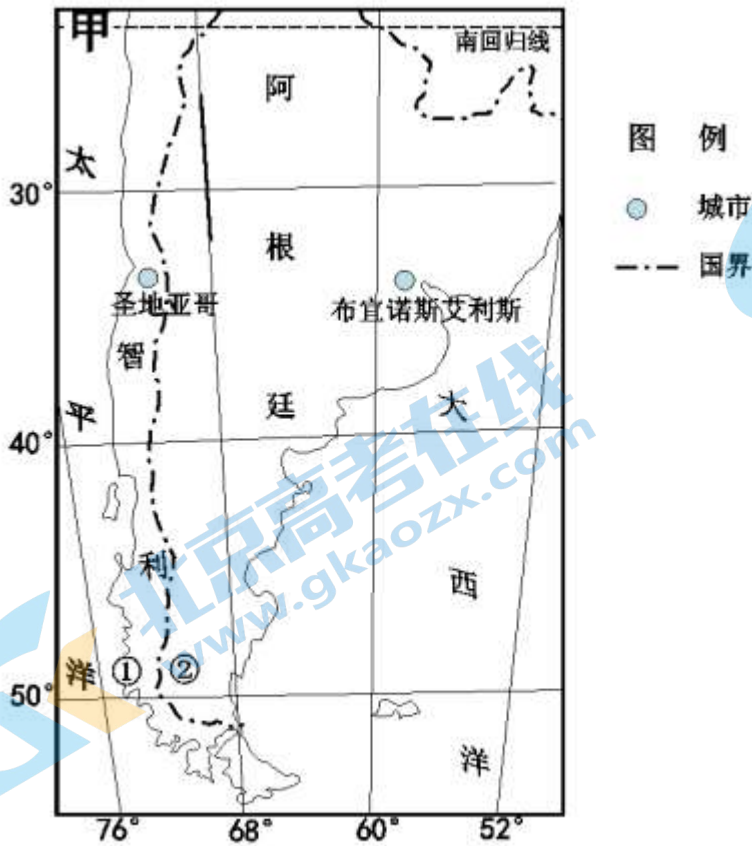 甲
南回归线
阿
根
廷
太
平
洋
30°
圣地亚哥
布宜诺斯艾利斯
智
利
大
西
洋
40°
①
②
50°
76°
68°
60°
52°
图 例
城市
国界
北京高考在线
www.gkaozx.com